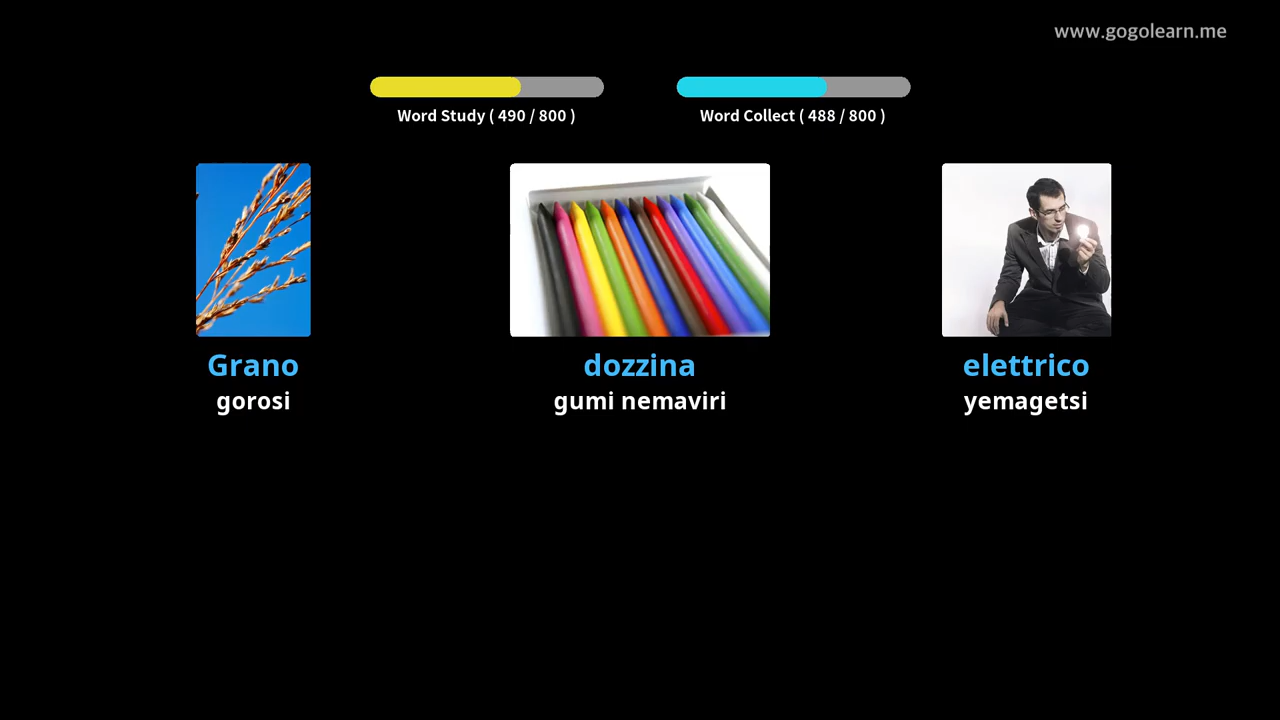 www.gogolearn.me
Word Study ( 490 / 800 )
Word Collect ( 488 / 800 )
Grano
gorosi
dozzina
gumi nemaviri
elettrico
yemagetsi